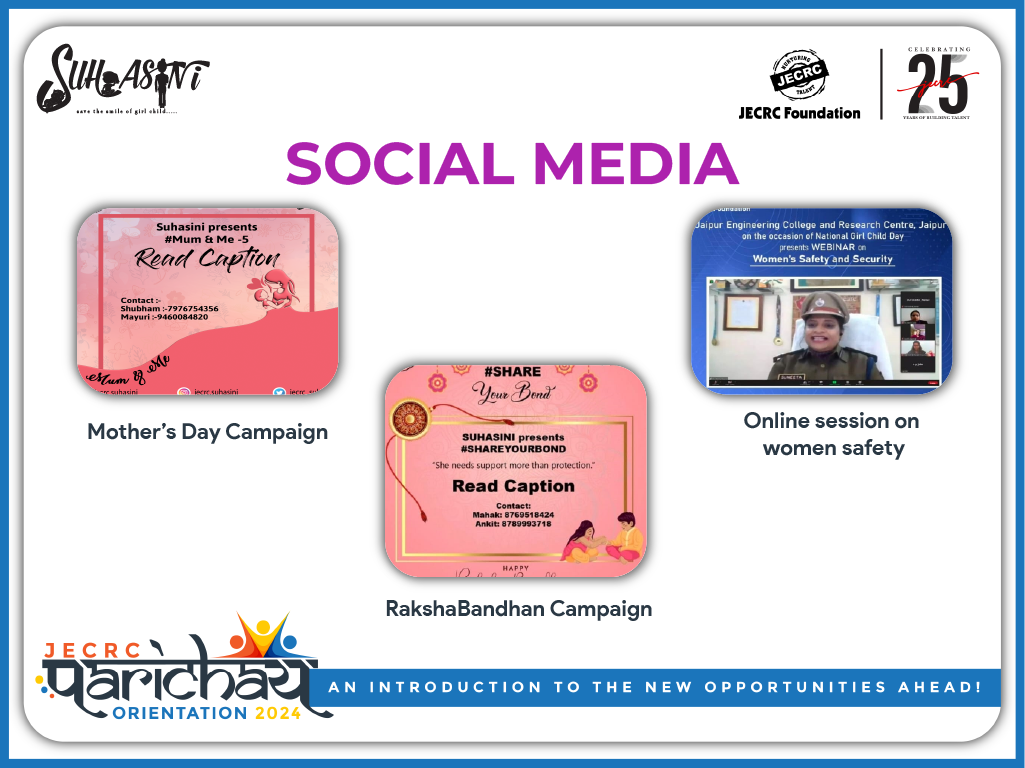 SUHASINI
save the smile of girl child.....
NURTURING
JECRC
TALENT
JECRC Foundation
CELEBRATING
25
jecrc
YEARS OF BUILDING TALENT
SOCIAL MEDIA
Suhasini presents
#Mum & Me -5
Read Caption
Contact :-
Shubham :-7976754356
Mayuri :-9460084820
Mum & Me
jecrc.suhasini
Mother's Day Campaign
#SHARE
Your Bond
SUHASINI presents
#SHAREYOURBOND
"She needs support more than protection."
Read Caption
Contact:
Mahak: 8769518424
Ankit: 8789993718
HAPPY
RakshaBandhan Campaign
Jaipur Engineering College and Research Centre, Jaipur
on the occasion of National Girl Child Day
presents WEBINAR on
Women's Safety and Security
Online session on
women safety
JECRC
parichay
ORIENTATION 2024
AN INTRODUCTION TO THE NEW OPPORTUNITIES AHEAD!